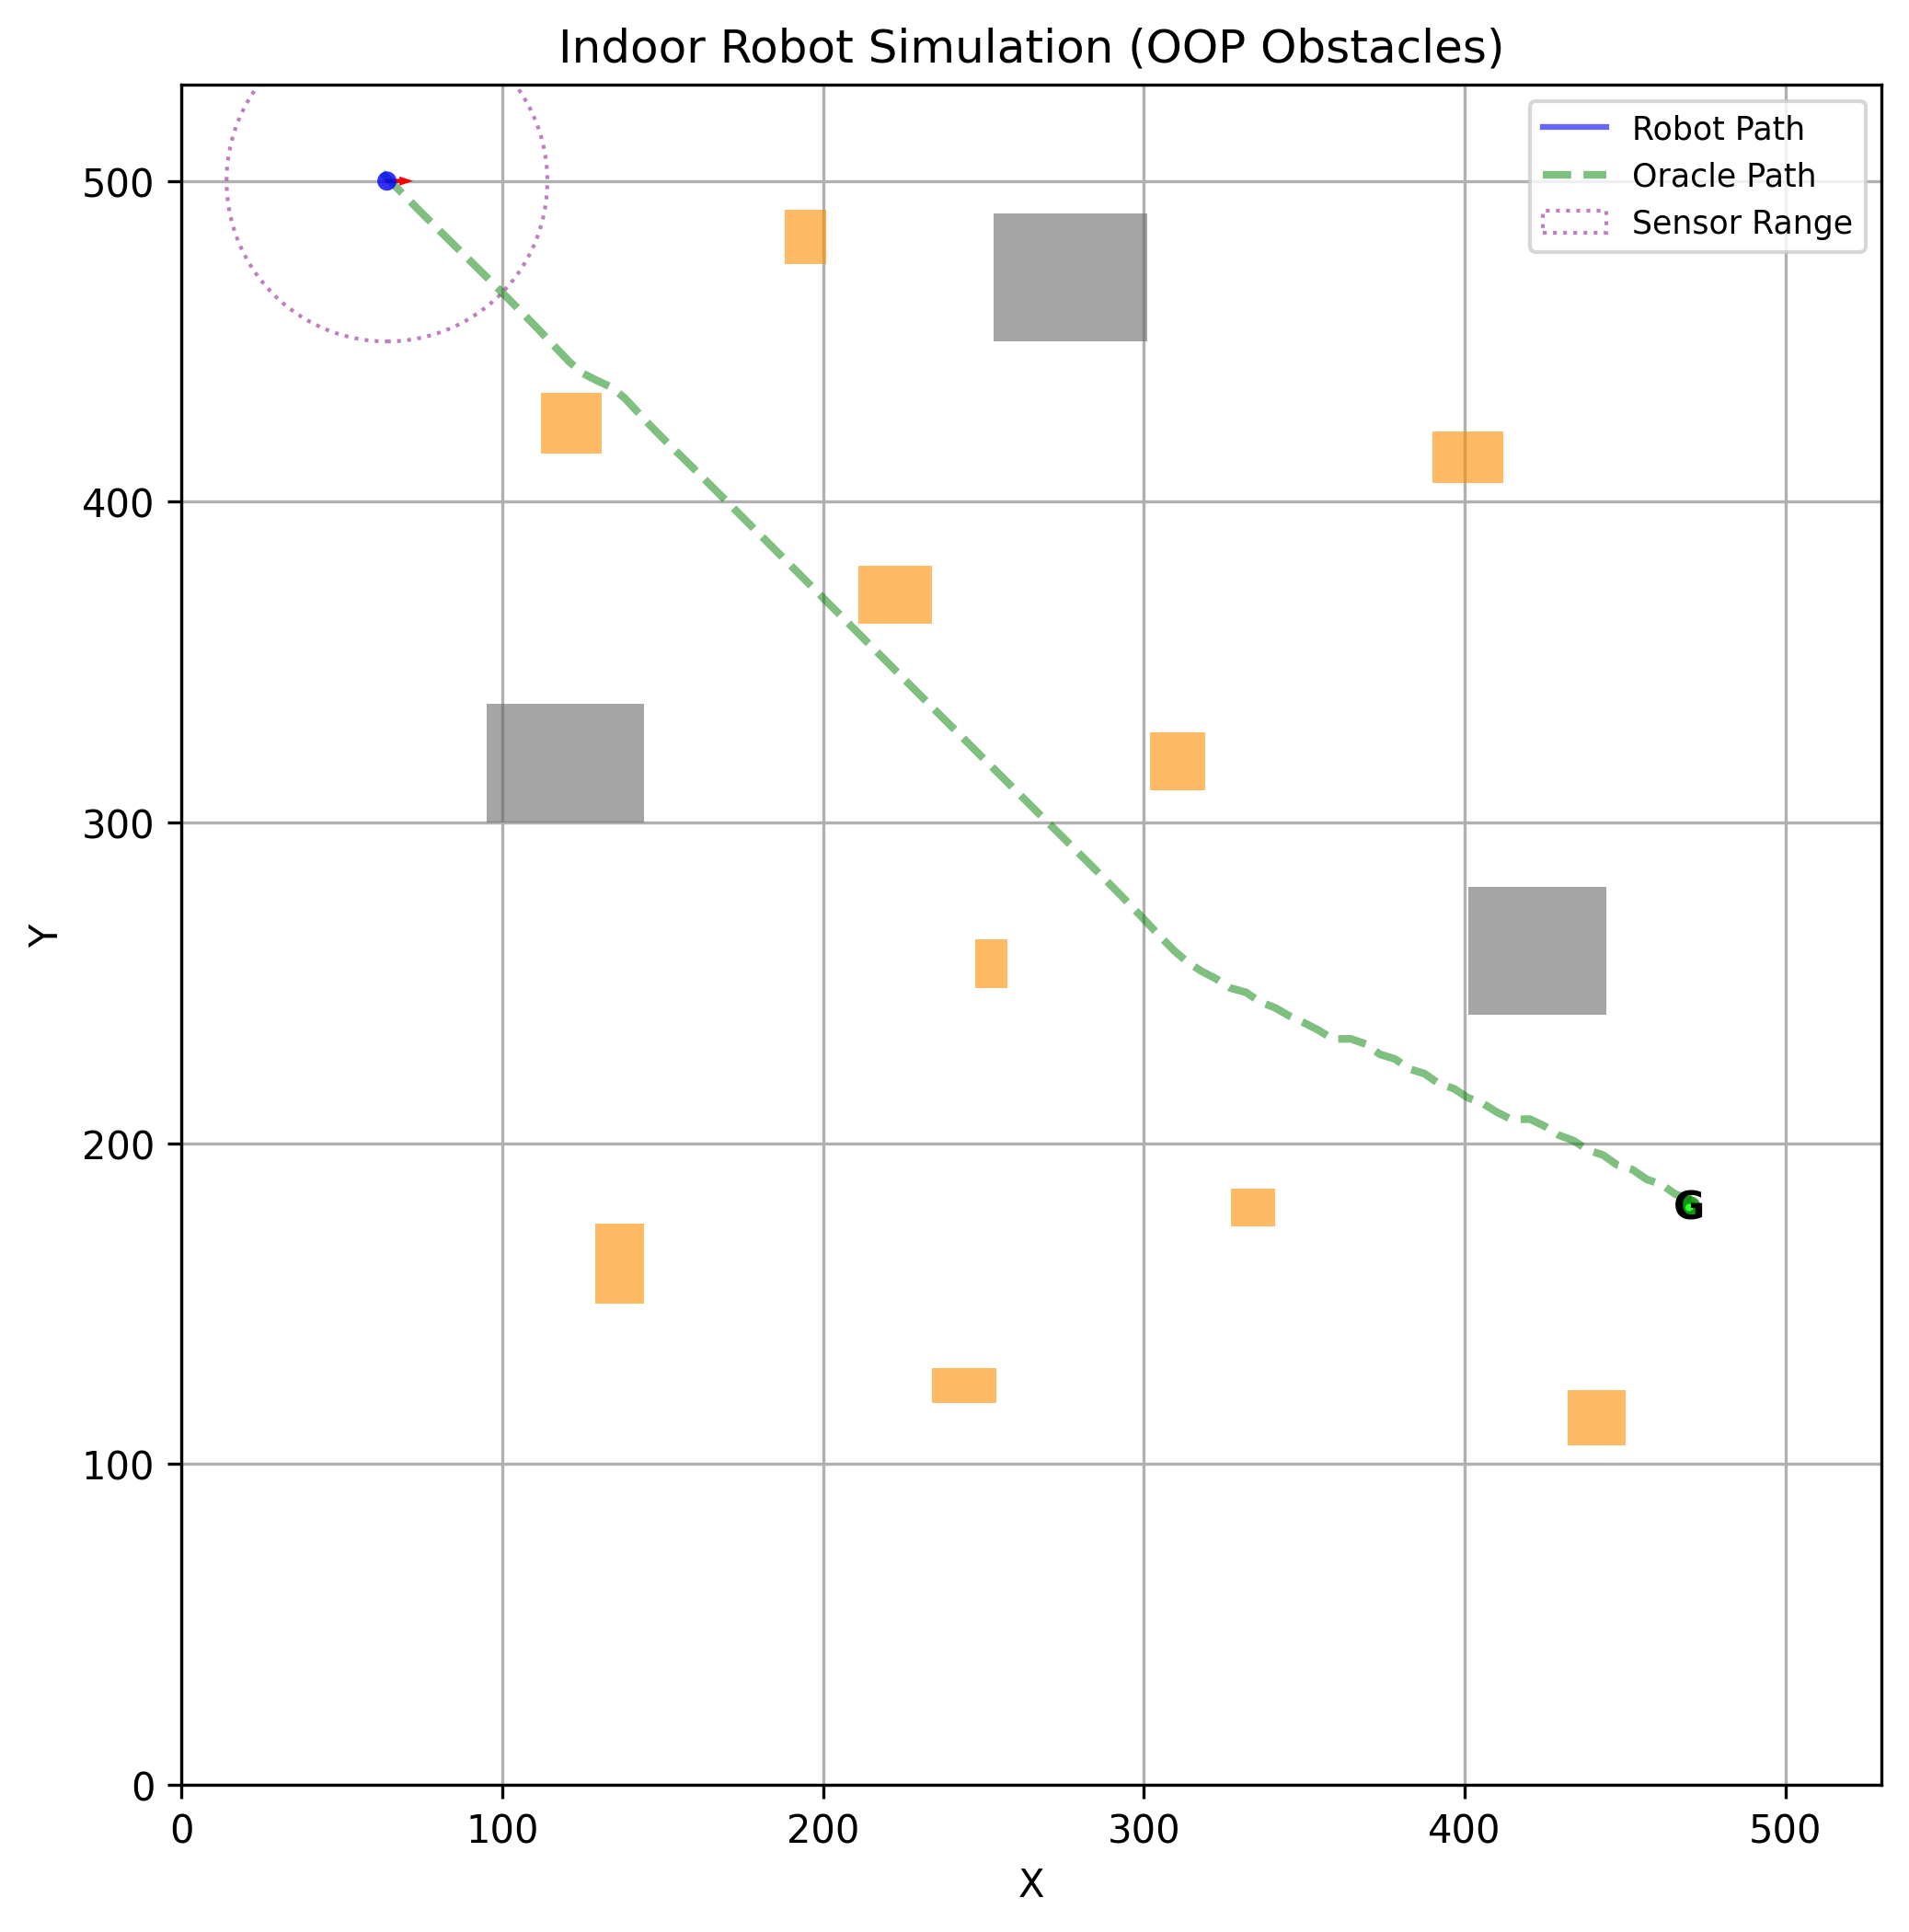 Indoor Robot Simulation (OOP Obstacles)
Robot Path
Oracle Path
Sensor Range
500
400
300
200
100
0
Y
G
0 100 200 300 400 500
X